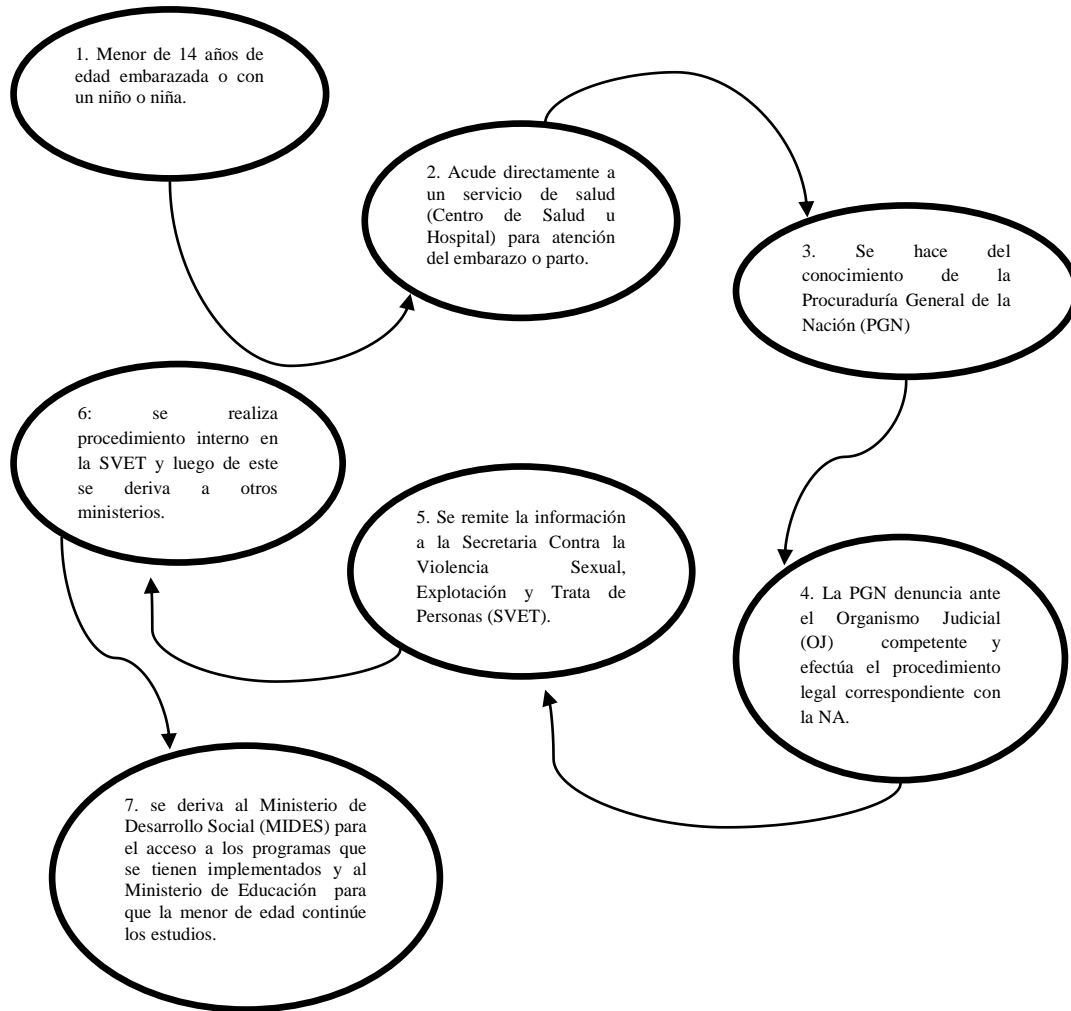 1. Menor de 14 años de
edad embarazada o con
un niño o niña.
2. Acude directamente a
un servicio de salud
(Centro de Salud u
Hospital) para atención
del embarazo o parto.
3. Se hace del
conocimiento de la
Procuraduría General de la
Nación (PGN)
4. La PGN denuncia ante
el Organismo Judicial
(OJ) competente y
efectúa el procedimiento
legal correspondiente con
la NA.
5. Se remite la información
a la Secretaria Contra la
Violencia Sexual,
Explotación y Trata de
Personas (SVET).
6: se realiza
procedimiento interno en
la SVET y luego de este
se deriva a otros
ministerios.
7. se deriva al Ministerio de
Desarrollo Social (MIDES) para
el acceso a los programas que
se tienen implementados y al
Ministerio de Educación para
que la menor de edad continúe
los estudios.